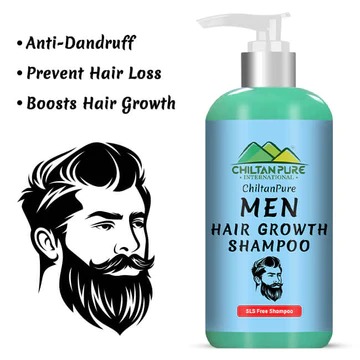 • Anti-Dandruff
• Prevent Hair Loss
• Boosts Hair Growth
CHILTAN PURE
• INTERNATIONAL •
ChiltanPure
MEN
HAIR GROWTH
SHAMPOO
SLS Free Shampoo